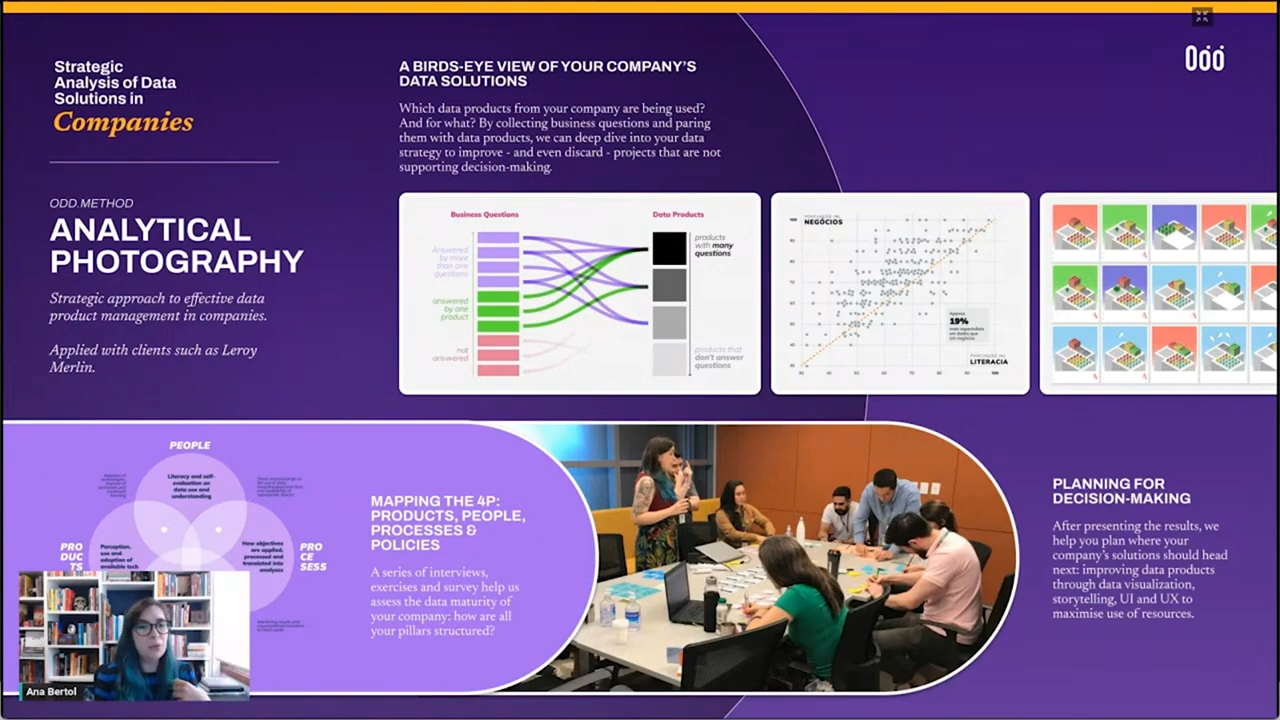 Strategic
Analysis of Data
Solutions in
Companies
ODD.METHOD
ANALYTICAL
PHOTOGRAPHY
Strategic approach to effective data
product management in companies.
Applied with clients such as Leroy
Merlin.
A BIRDS-EYE VIEW OF YOUR COMPANY'S
DATA SOLUTIONS
Which data products from your company are being used?
And for what? By collecting business questions and paring
them with data products, we can deep dive into your data
strategy to improve - and even discard - projects that are not
supporting decision-making.
Odd
Business Questions
Data Products
Answered
by more
than one
questions
answered
by one
product
not
answered
products
with many
questions
products that
don't answer
questions
NEGÓCIOS
19%
LITERACIA
PEOPLE
Literacy and self-
evaluation on
data use and
understanding
PRO
DUC
TS
Perception,
use and
adoption of
available tech
How objectives
are applied,
processed and
translated into
analyses
PRO
CE
SESS
MAPPING THE 4P:
PRODUCTS, PEOPLE,
PROCESSES &
POLICIES
A series of interviews,
exercises and survey help us
assess the data maturity of
your company: how are all
your pillars structured?
PLANNING FOR
DECISION-MAKING
After presenting the results, we
help you plan where your
company's solutions should head
next: improving data products
through data visualization,
storytelling, UI and UX to
maximise use of resources.
Ana Bertol